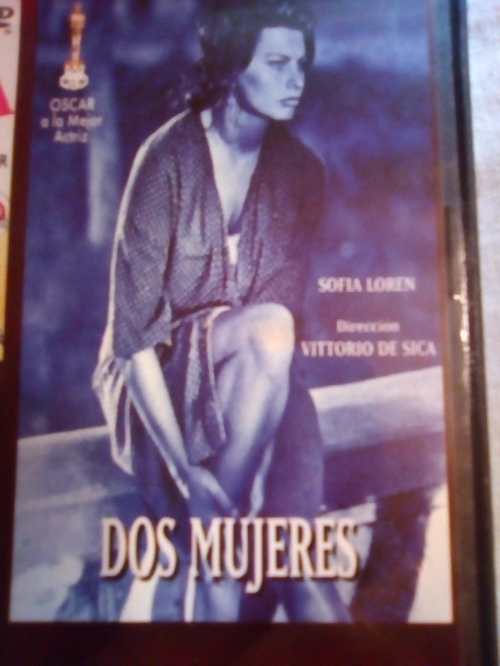 OSCAR
a la Mejor
Actriz
SOFIA LOREN
Dirección
VITTORIO DE SICA
DOS MUJERES